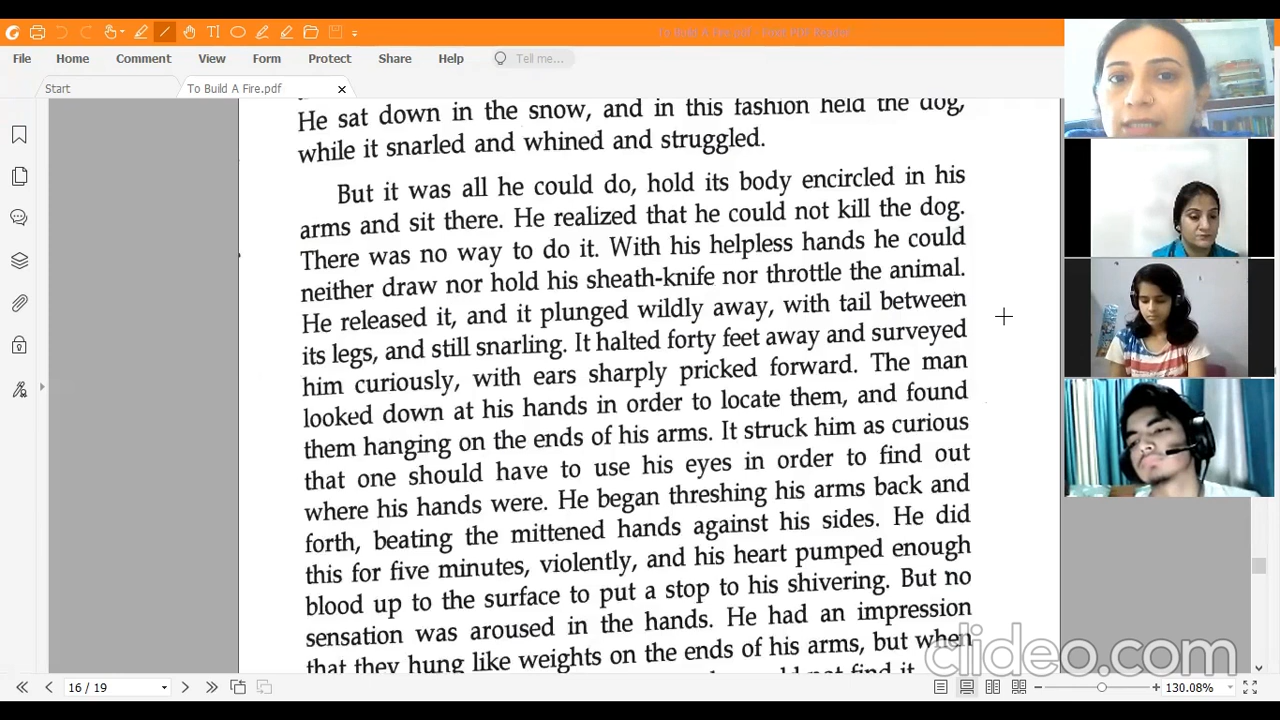 To Build A Fire.pdf - Foxit PDF Reader
File Home Comment View Form Protect Share Help Tell me...
Start To Build A Fire.pdf
He sat down in the snow, and in this fashion held the dog,
while it snarled and whined and struggled.
But it was all he could do, hold its body encircled in his
arms and sit there. He realized that he could not kill the dog.
There was no way to do it. With his helpless hands he could
neither draw nor hold his sheath-knife nor throttle the animal.
He released it, and it plunged wildly away, with tail between
its legs, and still snarling. It halted forty feet away and surveyed
him curiously, with ears sharply pricked forward. The man
looked down at his hands in order to locate them, and found
them hanging on the ends of his arms. It struck him as curious
that one should have to use his eyes in order to find out
where his hands were. He began threshing his arms back and
forth, beating the mittened hands against his sides. He did
this for five minutes, violently, and his heart pumped enough
blood up to the surface to put a stop to his shivering. But no
sensation was aroused in the hands. He had an impression
that they hung like weights on the ends of his arms, but when
not find it.
clideo.com
16 / 19
130.08%